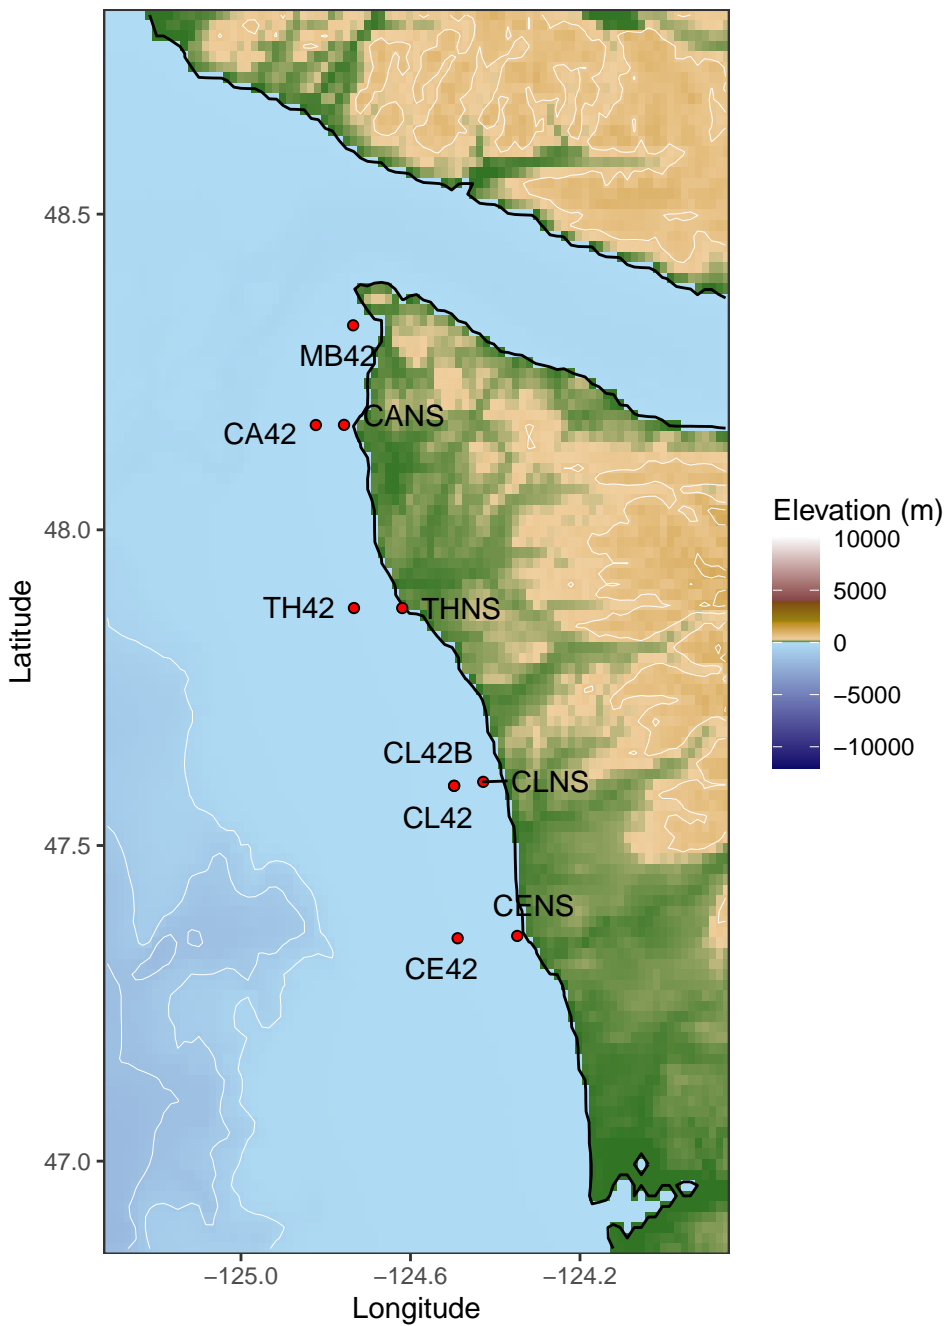 48.5
MB42
CANS
CA42
Elevation (m)
10000
48.0
5000
TH42
THNS
0
Latitude
−5000
CL42B
−10000
CLNS
CL42
47.5
CENS
CE42
47.0
−125.0
−124.6
−124.2
Longitude